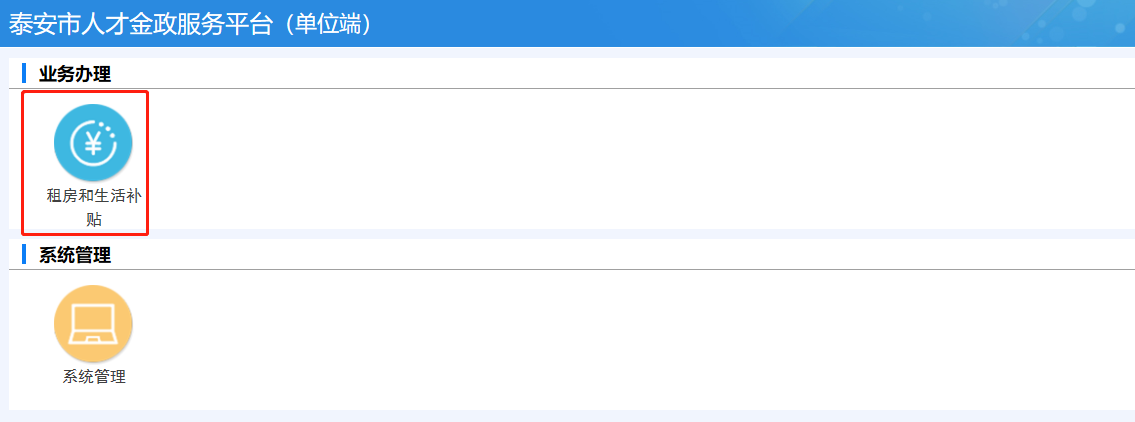 泰安市人才金政服务平台（单位端）
业务办理
租房和生活补
贴
系统管理
系统管理